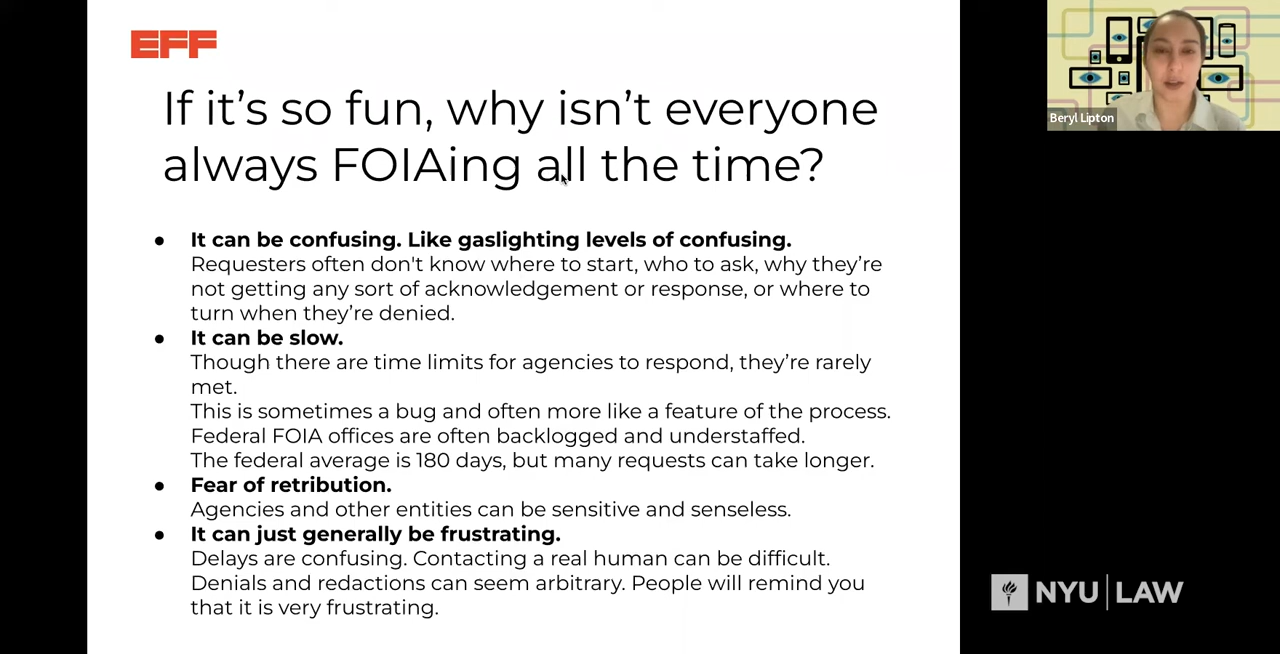 EFF
If it’s so fun, why isn’t everyone
always FOIAing all the time?
● It can be confusing. Like gaslighting levels of confusing.
Requesters often don't know where to start, who to ask, why they’re
not getting any sort of acknowledgement or response, or where to
turn when they’re denied.
● It can be slow.
Though there are time limits for agencies to respond, they’re rarely
met.
This is sometimes a bug and often more like a feature of the process.
Federal FOIA offices are often backlogged and understaffed.
The federal average is 180 days, but many requests can take longer.
● Fear of retribution.
Agencies and other entities can be sensitive and senseless.
● It can just generally be frustrating.
Delays are confusing. Contacting a real human can be difficult.
Denials and redactions can seem arbitrary. People will remind you
that it is very frustrating.
Beryl Lipton
NYU | LAW